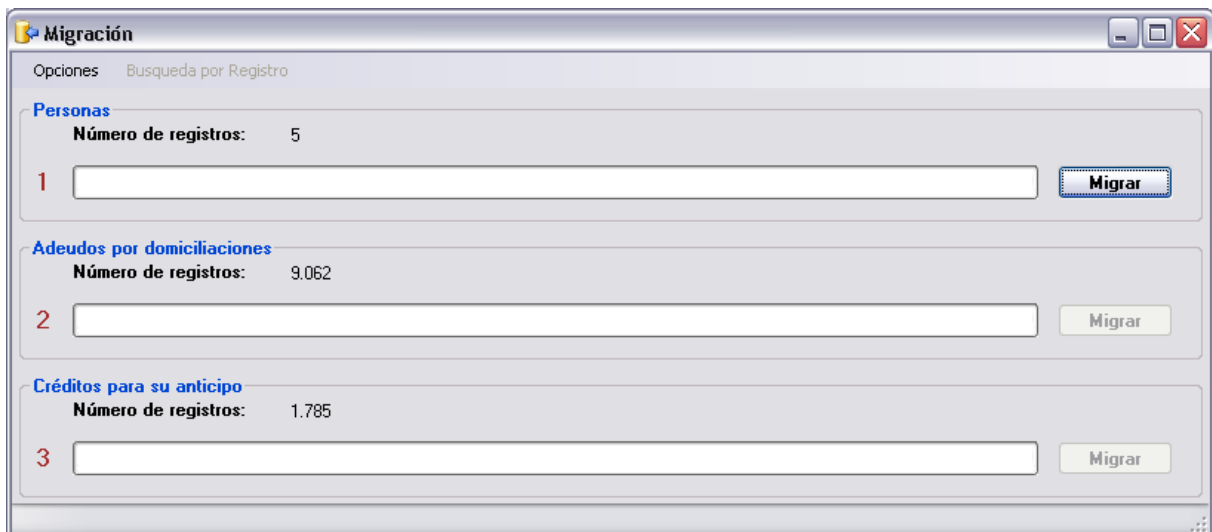 Migración
Opciones Busqueda por Registro
Personas
Número de registros: 5
1 Migrar
Adeudos por domiciliaciones
Número de registros: 9.062
2 Migrar
Créditos para su anticipo
Número de registros: 1.785
3 Migrar